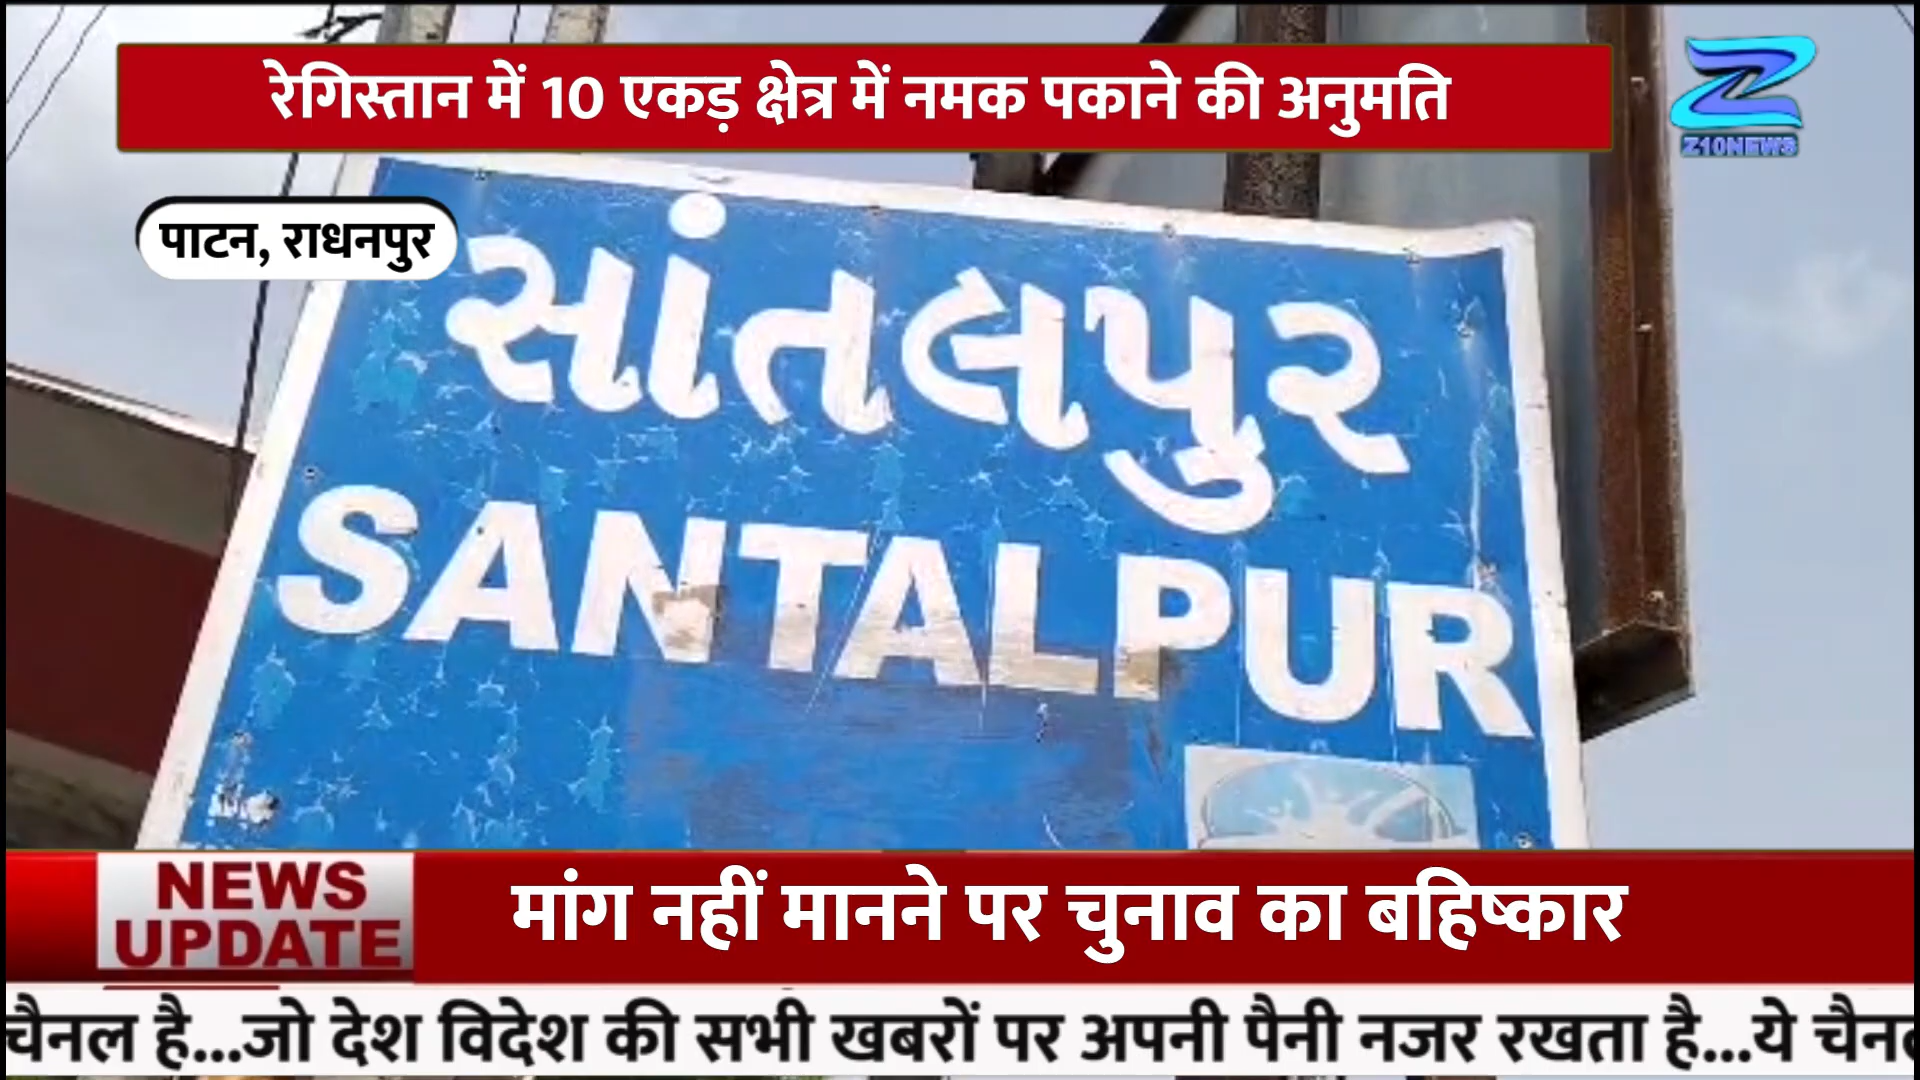 रेगिस्तान में 10 एकड़ क्षेत्र में नमक पकाने की अनुमति
Z10NEWS
पाटन, राधनपुर
સાંતલપુર
SANTALPUR
NEWS
UPDATE
मांग नहीं मानने पर चुनाव का बहिष्कार
चैनल है...जो देश विदेश की सभी खबरों पर अपनी पैनी नजर रखता है...ये चैनल